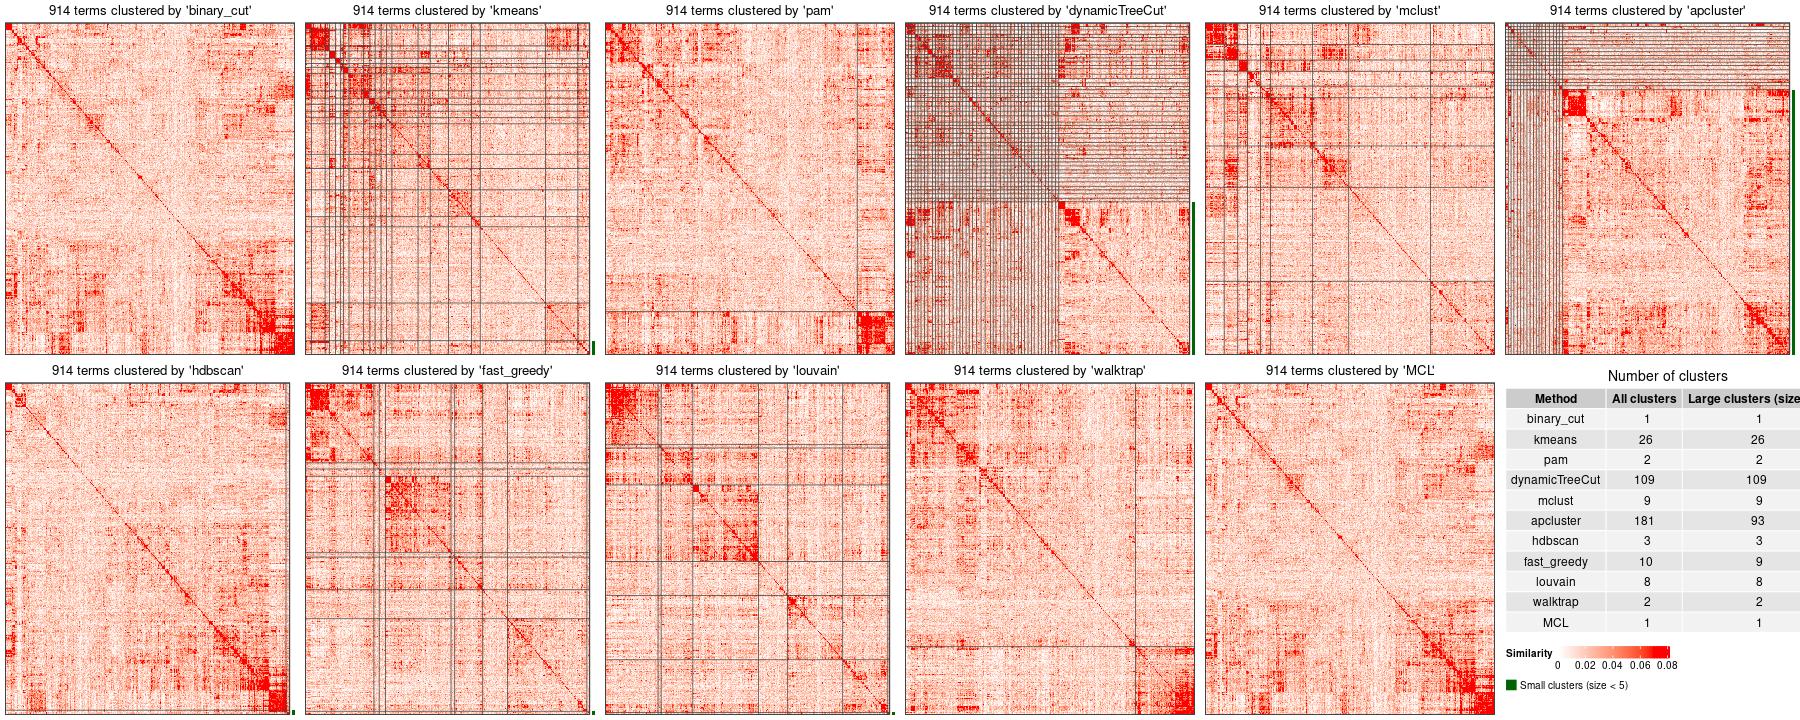 914 terms clustered by 'binary_cut'
914 terms clustered by 'kmeans'
914 terms clustered by 'pam'
914 terms clustered by 'dynamicTreeCut'
914 terms clustered by 'mclust'
914 terms clustered by 'apcluster'
914 terms clustered by 'hdbscan'
914 terms clustered by 'fast_greedy'
914 terms clustered by 'louvain'
914 terms clustered by 'walktrap'
914 terms clustered by 'MCL'
Number of clusters
Method All clusters Large clusters (size
binary_cut 1 1
kmeans 26 26
pam 2 2
dynamicTreeCut 109 109
mclust 9 9
apcluster 181 93
hdbscan 3 3
fast_greedy 10 9
louvain 8 8
walktrap 2 2
MCL 1 1
Similarity
0 0.02 0.04 0.06 0.08
Small clusters (size < 5)